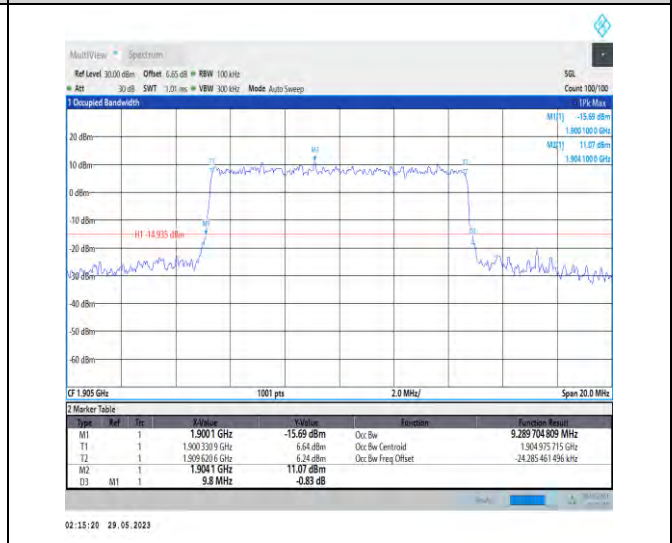 MultiView Spectrum
Ref Level 30.00 dBm Offset 6.65 dB RBW 100 kHz SGL
Att 30 dB SWT 1.01 ms VBW 300 kHz Mode Auto Sweep Count 100/100
1 Occupied Bandwidth 1Pk Max
M1[1] -15.69 dBm
1.900 100 0 GHz
M2[1] 11.07 dBm
1.904 100 0 GHz
20 dBm
M2
10 dBm
T1
0 dBm
-10 dBm
M1
H1 -14.935 dBm
-20 dBm
-30 dBm
-40 dBm
-50 dBm
-60 dBm
CF 1.905 GHz 1001 pts 2.0 MHz/ Span 20.0 MHz
2 Marker Table
Type Ref Trc X-Value Y-Value Function Function Result
M1 1 1.9001 GHz -15.69 dBm Occ Bw 9.289 704 809 MHz
T1 1 1.900 330 9 GHz 6.64 dBm Occ Bw Centroid 1.904 975 715 GHz
T2 1 1.909 620 6 GHz 6.24 dBm Occ Bw Freq Offset -24.285 461 496 kHz
M2 1 1.9041 GHz 11.07 dBm
D3 M1 1 9.8 MHz -0.83 dB
02:15:20 29.05.2023